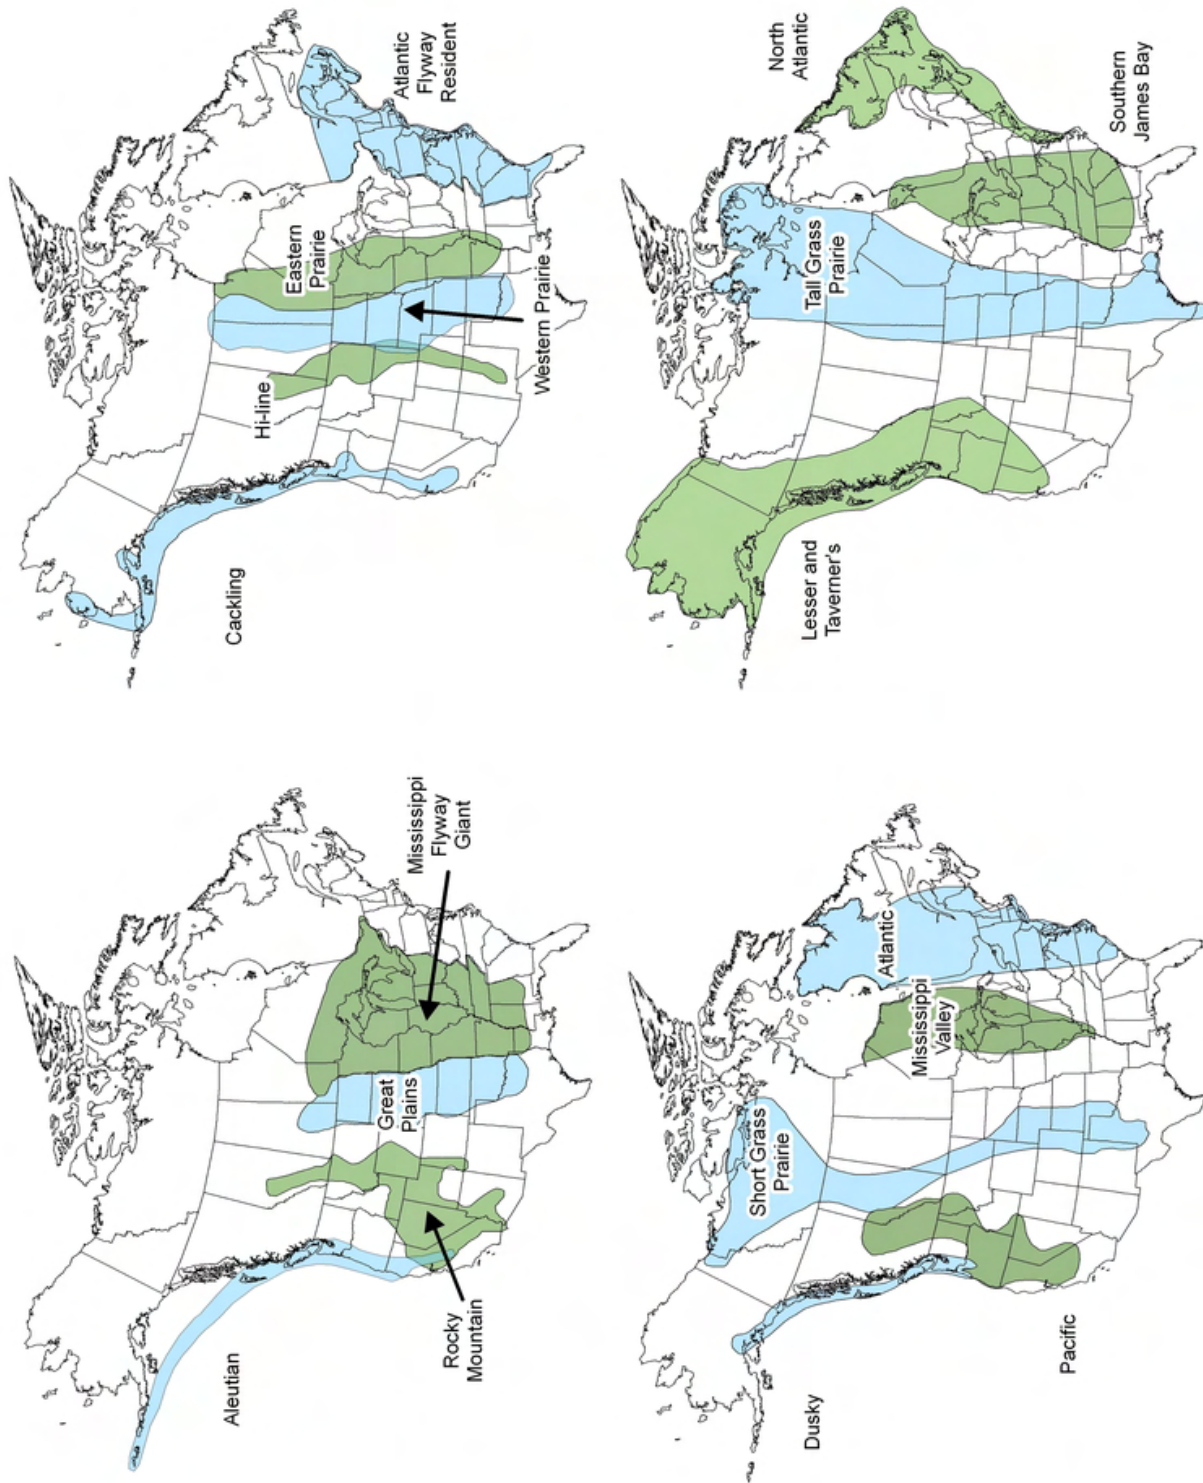 Aleutian
Rocky
Mountain
Great
Plains
Mississippi
Flyway
Giant
Cackling
Hi-line
Eastern
Prairie
Western Prairie
Atlantic
Flyway
Resident
Dusky
Pacific
Short Grass
Prairie
Mississippi
Valley
Atlantic
Lesser and
Taverner's
Tall Grass
Prairie
North
Atlantic
Southern
James Bay